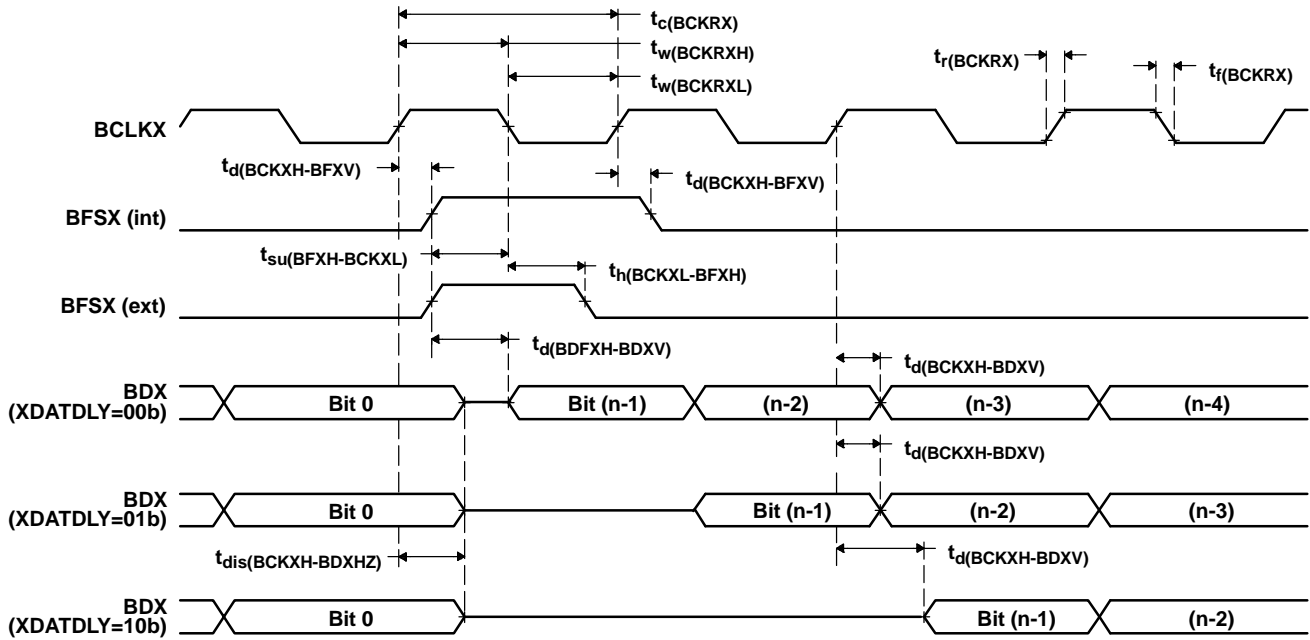 tc(BCKRX)
tw(BCKRXH)
tr(BCKRX)
tf(BCKRX)
tw(BCKRXL)
BCLKX
td(BCKXH-BFXV)
td(BCKXH-BFXV)
BFSX (int)
tsu(BFXH-BCKXL)
th(BCKXL-BFXH)
BFSX (ext)
td(BDFXH-BDXV)
td(BCKXH-BDXV)
BDX
(XDATDLY=00b)
Bit 0
Bit (n-1)
(n-2)
(n-3)
(n-4)
td(BCKXH-BDXV)
BDX
(XDATDLY=01b)
Bit 0
Bit (n-1)
(n-2)
(n-3)
tdis(BCKXH-BDXHZ)
td(BCKXH-BDXV)
BDX
(XDATDLY=10b)
Bit 0
Bit (n-1)
(n-2)